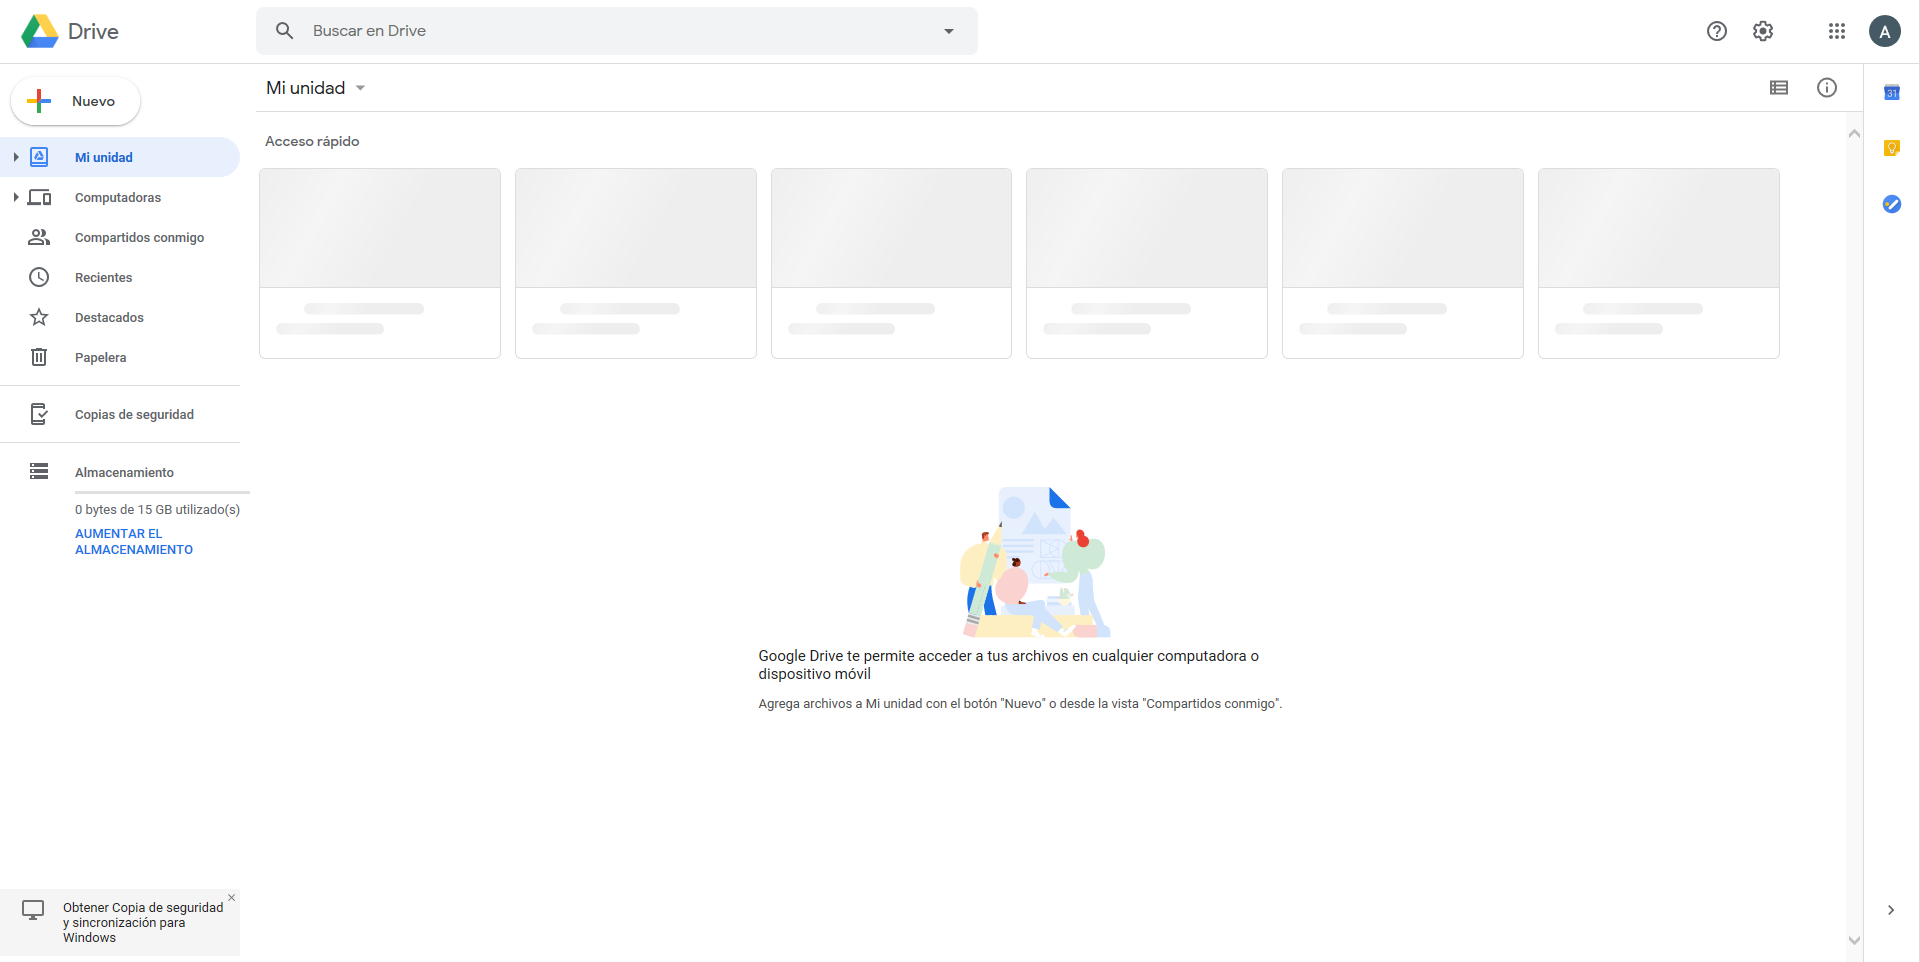 Drive
Buscar en Drive
A
Nuevo
Mi unidad
31
Mi unidad
Computadoras
Compartidos conmigo
Recientes
Destacados
Papelera
Copias de seguridad
Almacenamiento
0 bytes de 15 GB utilizado(s)
AUMENTAR EL
ALMACENAMIENTO
Acceso rápido
Google Drive te permite acceder a tus archivos en cualquier computadora o
dispositivo móvil
Agrega archivos a Mi unidad con el botón "Nuevo" o desde la vista "Compartidos conmigo".
Obtener Copia de seguridad
y sincronización para
Windows